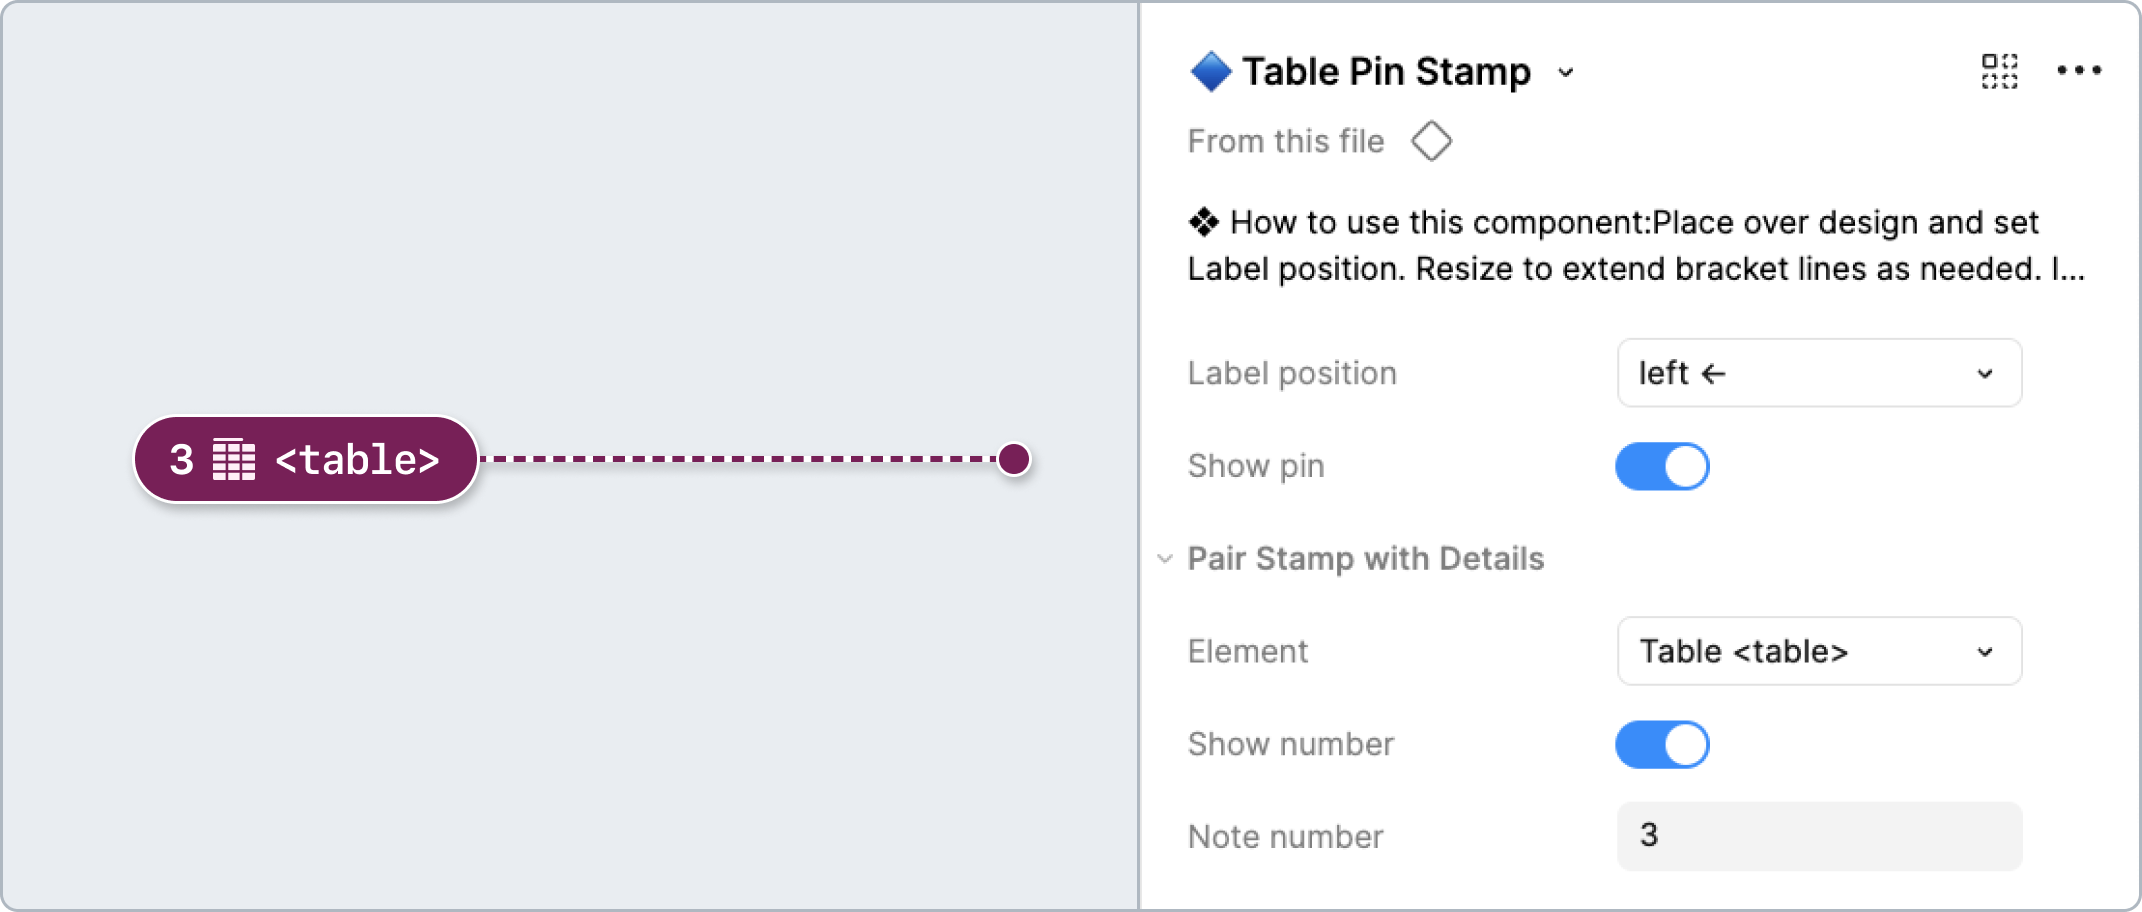 3 <table>
Table Pin Stamp
From this file
❖ How to use this component:Place over design and set
Label position. Resize to extend bracket lines as needed. I...
Label position
left ←
Show pin
Pair Stamp with Details
Element
Table <table>
Show number
Note number
3